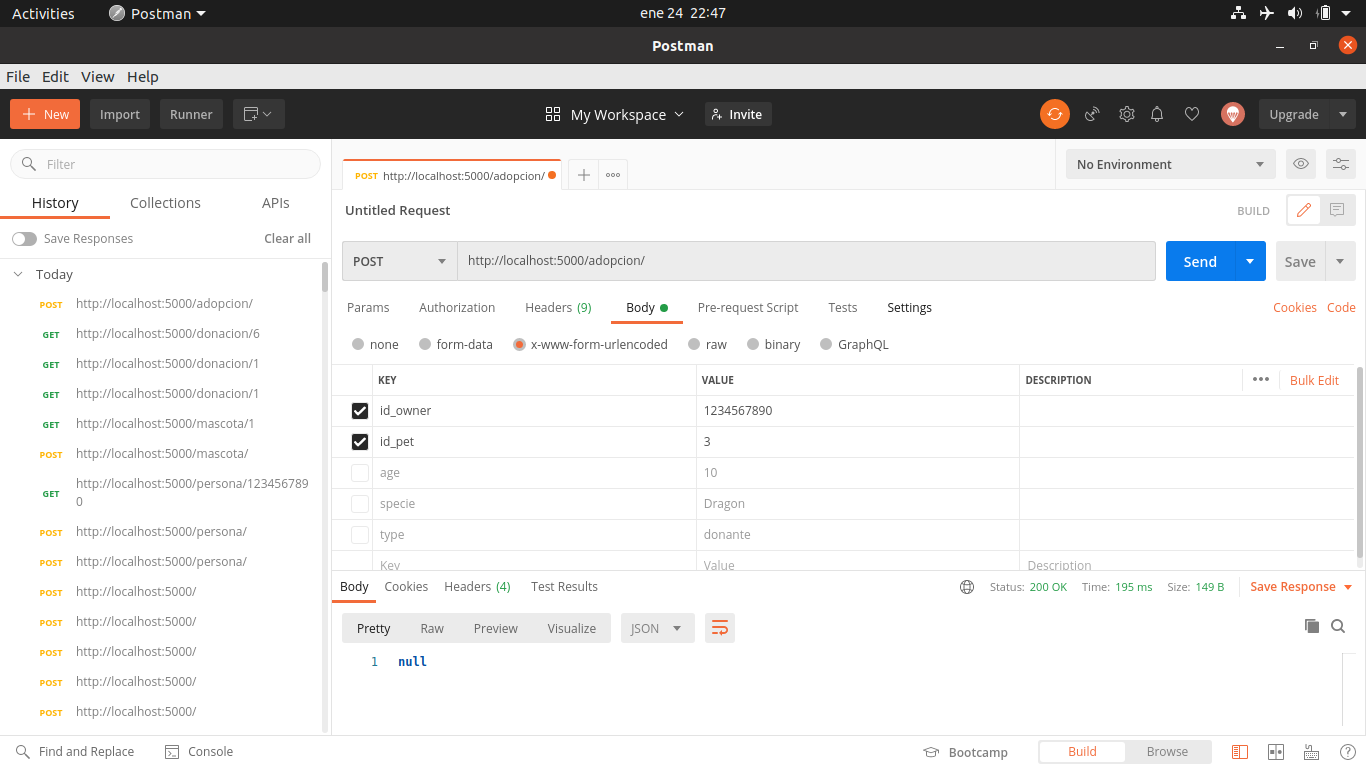 Activities Postman ene 24 22:47
Postman
File Edit View Help
New Import Runner My Workspace Invite Upgrade
Filter
History Collections APIs
Save Responses Clear all
Today
POST http://localhost:5000/adopcion/
GET http://localhost:5000/donacion/6
GET http://localhost:5000/donacion/1
GET http://localhost:5000/donacion/1
GET http://localhost:5000/mascota/1
POST http://localhost:5000/mascota/
GET http://localhost:5000/persona/123456789
0
POST http://localhost:5000/persona/
POST http://localhost:5000/persona/
POST http://localhost:5000/
POST http://localhost:5000/
POST http://localhost:5000/
POST http://localhost:5000/
POST http://localhost:5000/
POST http://localhost:5000/adopcion/ No Environment
Untitled Request BUILD
POST http://localhost:5000/adopcion/ Send Save
Params Authorization Headers (9) Body Pre-request Script Tests Settings Cookies Code
none form-data x-www-form-urlencoded raw binary GraphQL
KEY VALUE DESCRIPTION ••• Bulk Edit
id_owner 1234567890
id_pet 3
age 10
specie Dragon
type donante
Key Value Description
Body Cookies Headers (4) Test Results Status: 200 OK Time: 195 ms Size: 149 B Save Response
Pretty Raw Preview Visualize JSON
1 null
Find and Replace Console Bootcamp Build Browse